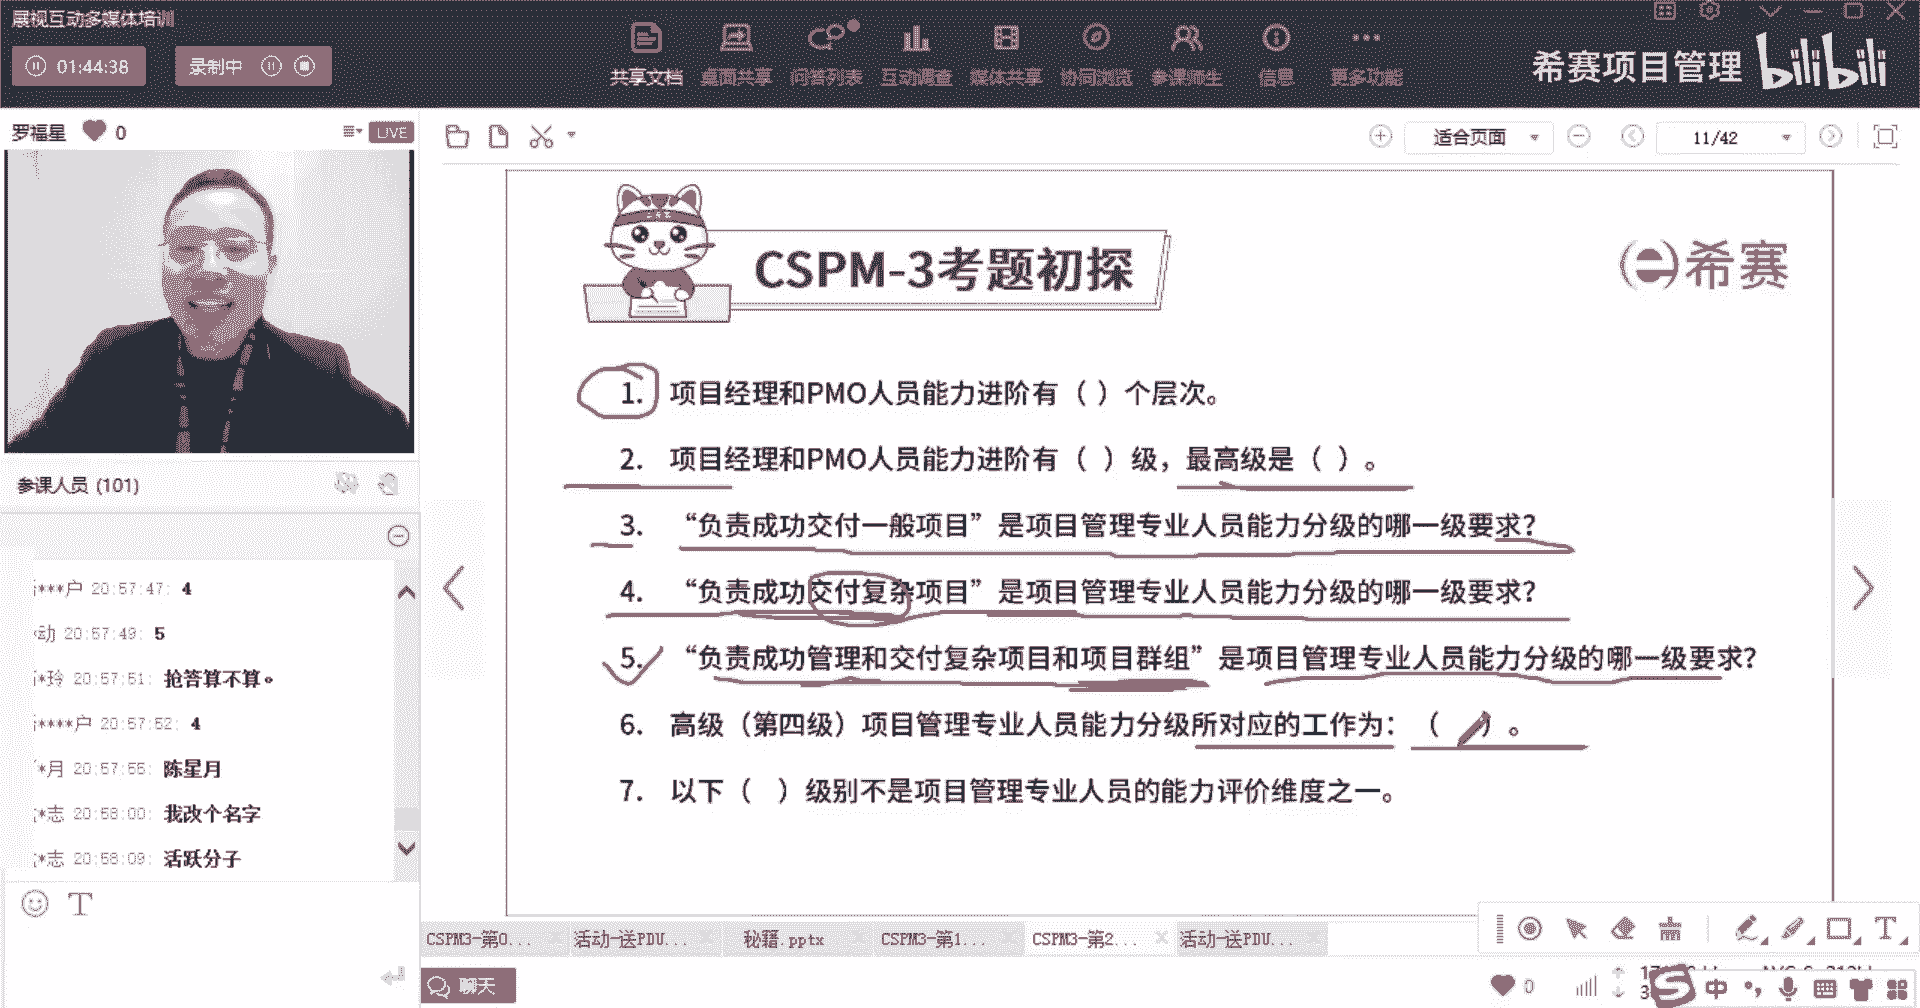 展视互动多媒体培训
01:44:38
录制中
共享文档
桌面共享
问答列表
互动调查
媒体共享
协同浏览
参课师生
信息
更多功能
希赛项目管理
bilibili
罗福星 0
LIVE
适合页面
11/42
CSPM-3考题初探
希赛
1. 项目经理和PMO人员能力进阶有（ ）个层次。
2. 项目经理和PMO人员能力进阶有（ ）级，最高级是（ ）。
3. “负责成功交付一般项目”是项目管理专业人员能力分级的哪一级要求？
4. “负责成功交付复杂项目”是项目管理专业人员能力分级的哪一级要求？
5. “负责成功管理和交付复杂项目和项目群组”是项目管理专业人员能力分级的哪一级要求？
6. 高级（第四级）项目管理专业人员能力分级所对应的工作为：（ ）。
7. 以下（ ）级别不是项目管理专业人员的能力评价维度之一。
参课人员 (101)
***户 20:57:47: 4
动 20:57:49: 5
*玲 20:57:51: 抢答算不算。
****户 20:57:52: 4
*月 20:57:55: 陈星月
*志 20:58:00: 我改个名字
*志 20:58:09: 活跃分子
T
CSPM3-第0...
活动-送PDU...
秘籍.pptx
CSPM3-第1...
CSPM3-第2...
活动-送PDU...
T
聊天
0
S 中